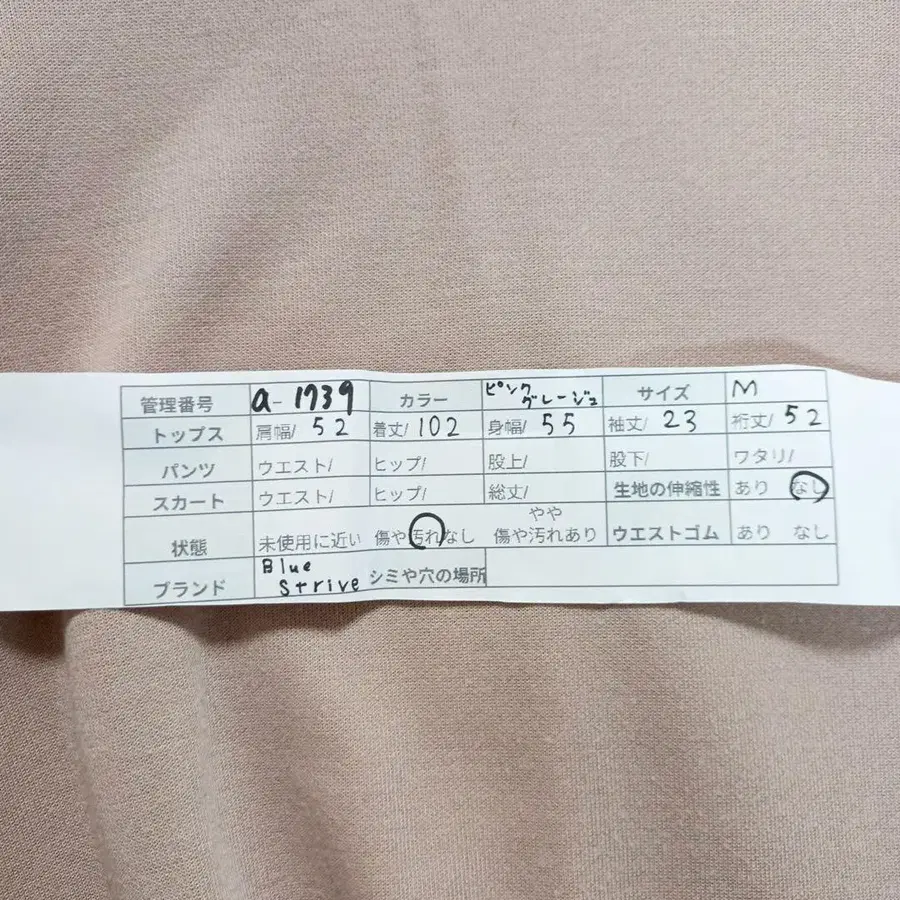 管理番号 a-1739 カラー ピンクグレージュ サイズ M
トップス 肩幅/ 52 着丈/ 102 身幅/ 55 袖丈/ 23 裄丈/ 52
パンツ ウエスト/ ヒップ/ 股上/ 股下/ ワタリ/
スカート ウエスト/ ヒップ/ 総丈/ 生地の伸縮性 あり なし
状態 未使用に近い 傷や汚れなし やや傷や汚れあり ウエストゴム あり なし
ブランド Blue Strive シミや穴の場所